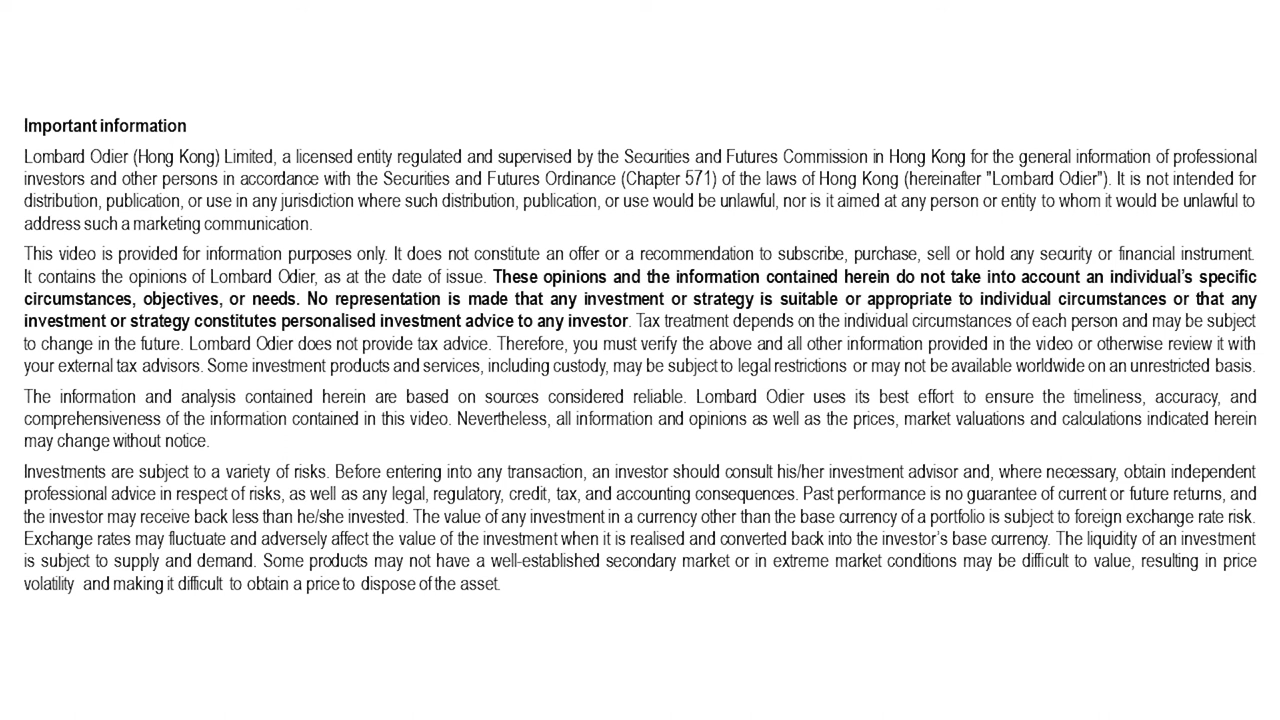 Important information
Lombard Odier (Hong Kong) Limited, a licensed entity regulated and supervised by the Securities and Futures Commission in Hong Kong for the general information of professional
investors and other persons in accordance with the Securities and Futures Ordinance (Chapter 571) of the laws of Hong Kong (hereinafter "Lombard Odier"). It is not intended for
distribution, publication, or use in any jurisdiction where such distribution, publication, or use would be unlawful, nor is it aimed at any person or entity to whom it would be unlawful to
address such a marketing communication.
This video is provided for information purposes only. It does not constitute an offer or a recommendation to subscribe, purchase, sell or hold any security or financial instrument.
It contains the opinions of Lombard Odier, as at the date of issue. These opinions and the information contained herein do not take into account an individual's specific
circumstances, objectives, or needs. No representation is made that any investment or strategy is suitable or appropriate to individual circumstances or that any
investment or strategy constitutes personalised investment advice to any investor. Tax treatment depends on the individual circumstances of each person and may be subject
to change in the future. Lombard Odier does not provide tax advice. Therefore, you must verify the above and all other information provided in the video or otherwise review it with
your external tax advisors. Some investment products and services, including custody, may be subject to legal restrictions or may not be available worldwide on an unrestricted basis.
The information and analysis contained herein are based on sources considered reliable. Lombard Odier uses its best effort to ensure the timeliness, accuracy, and
comprehensiveness of the information contained in this video. Nevertheless, all information and opinions as well as the prices, market valuations and calculations indicated herein
may change without notice.
Investments are subject to a variety of risks. Before entering into any transaction, an investor should consult his/her investment advisor and, where necessary, obtain independent
professional advice in respect of risks, as well as any legal, regulatory, credit, tax, and accounting consequences. Past performance is no guarantee of current or future returns, and
the investor may receive back less than he/she invested. The value of any investment in a currency other than the base currency of a portfolio is subject to foreign exchange rate risk.
Exchange rates may fluctuate and adversely affect the value of the investment when it is realised and converted back into the investor's base currency. The liquidity of an investment
is subject to supply and demand. Some products may not have a well-established secondary market or in extreme market conditions may be difficult to value, resulting in price
volatility and making it difficult to obtain a price to dispose of the asset.